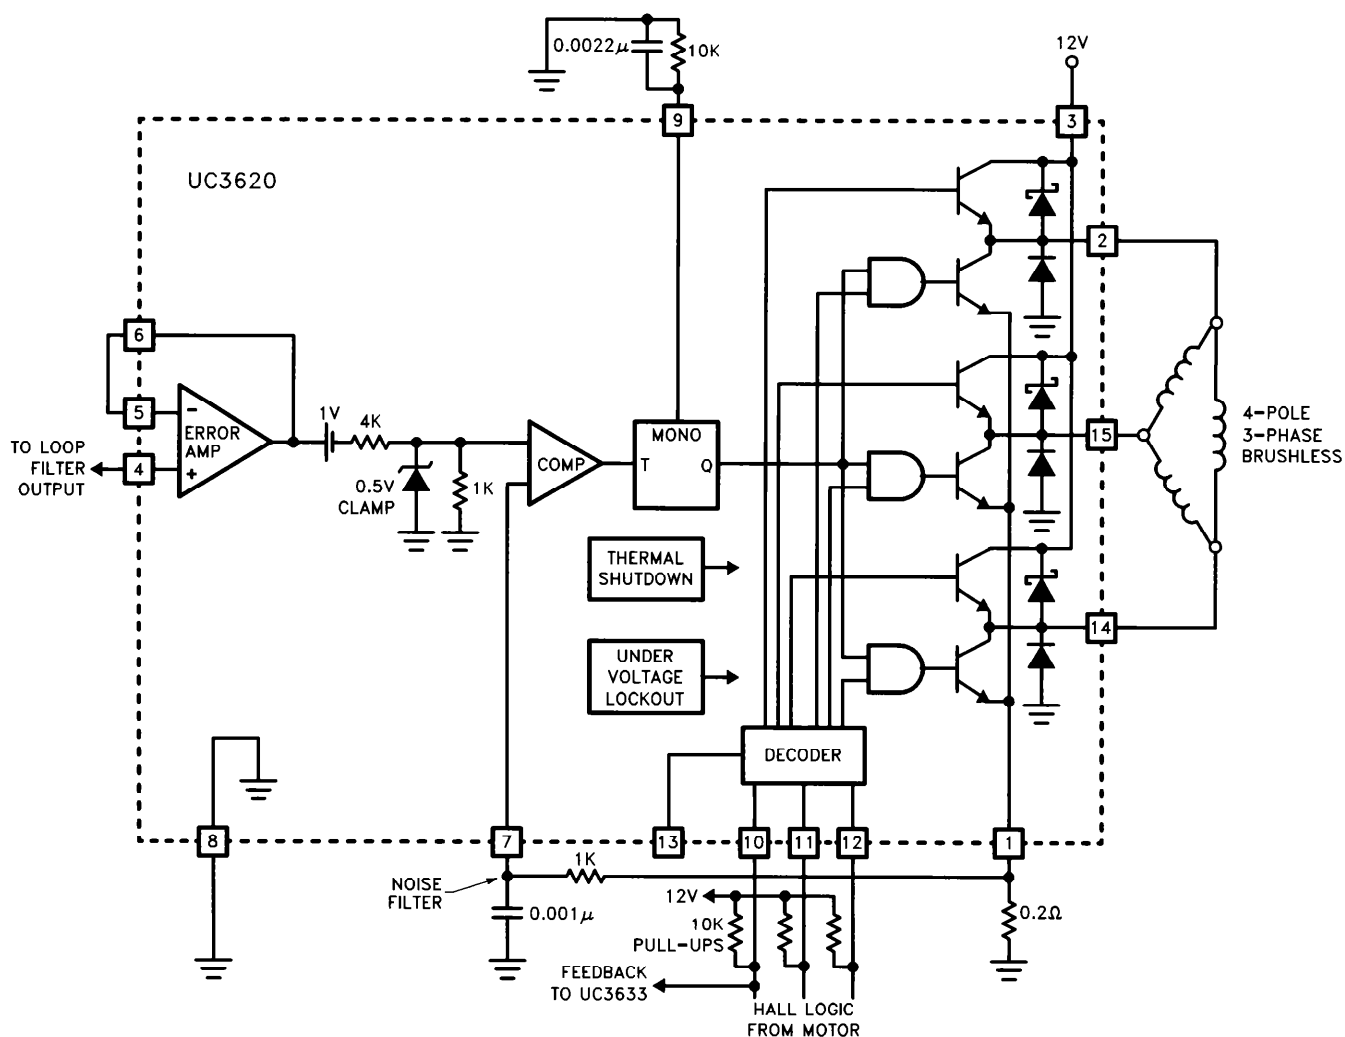 12V
0.0022μ
10K
9
3
UC3620
2
6
5
4
TO LOOP
FILTER
OUTPUT
-
ERROR
AMP
+
1V
4K
0.5V
CLAMP
1K
COMP
MONO
T
Q
15
4-POLE
3-PHASE
BRUSHLESS
THERMAL
SHUTDOWN
UNDER
VOLTAGE
LOCKOUT
14
DECODER
8
7
13
10
11
12
1
NOISE
FILTER
1K
0.001μ
12V
10K
PULL-UPS
0.2Ω
FEEDBACK
TO UC3633
HALL LOGIC
FROM MOTOR